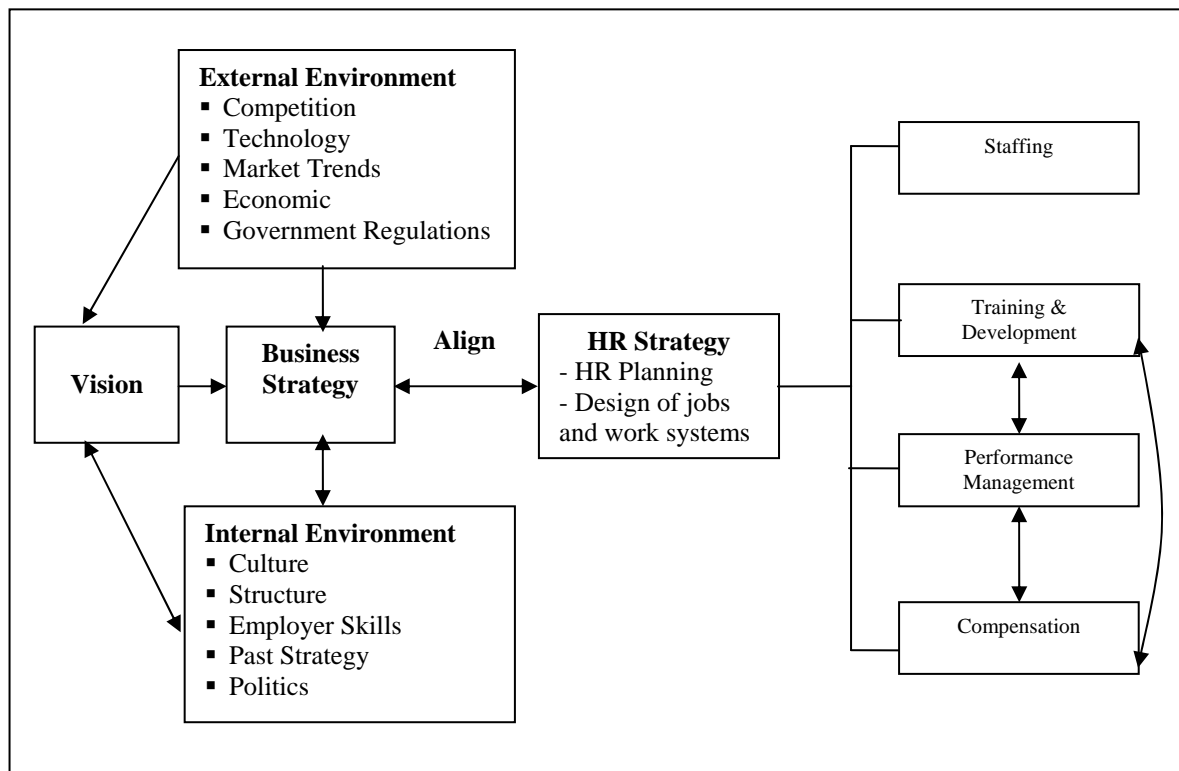 External Environment
▪ Competition
▪ Technology
▪ Market Trends
▪ Economic
▪ Government Regulations
Vision
Business
Strategy
Align
HR Strategy
- HR Planning
- Design of jobs
and work systems
Internal Environment
▪ Culture
▪ Structure
▪ Employer Skills
▪ Past Strategy
▪ Politics
Staffing
Training &
Development
Performance
Management
Compensation